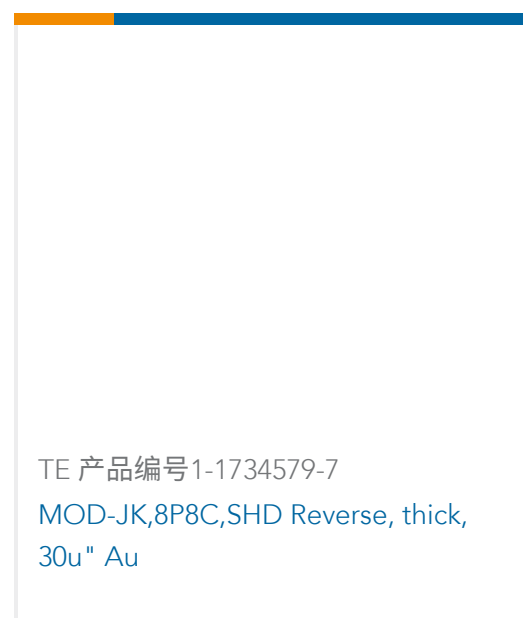 TE 产品编号1-1734579-7
MOD-JK,8P8C,SHD Reverse, thick,
30u" Au